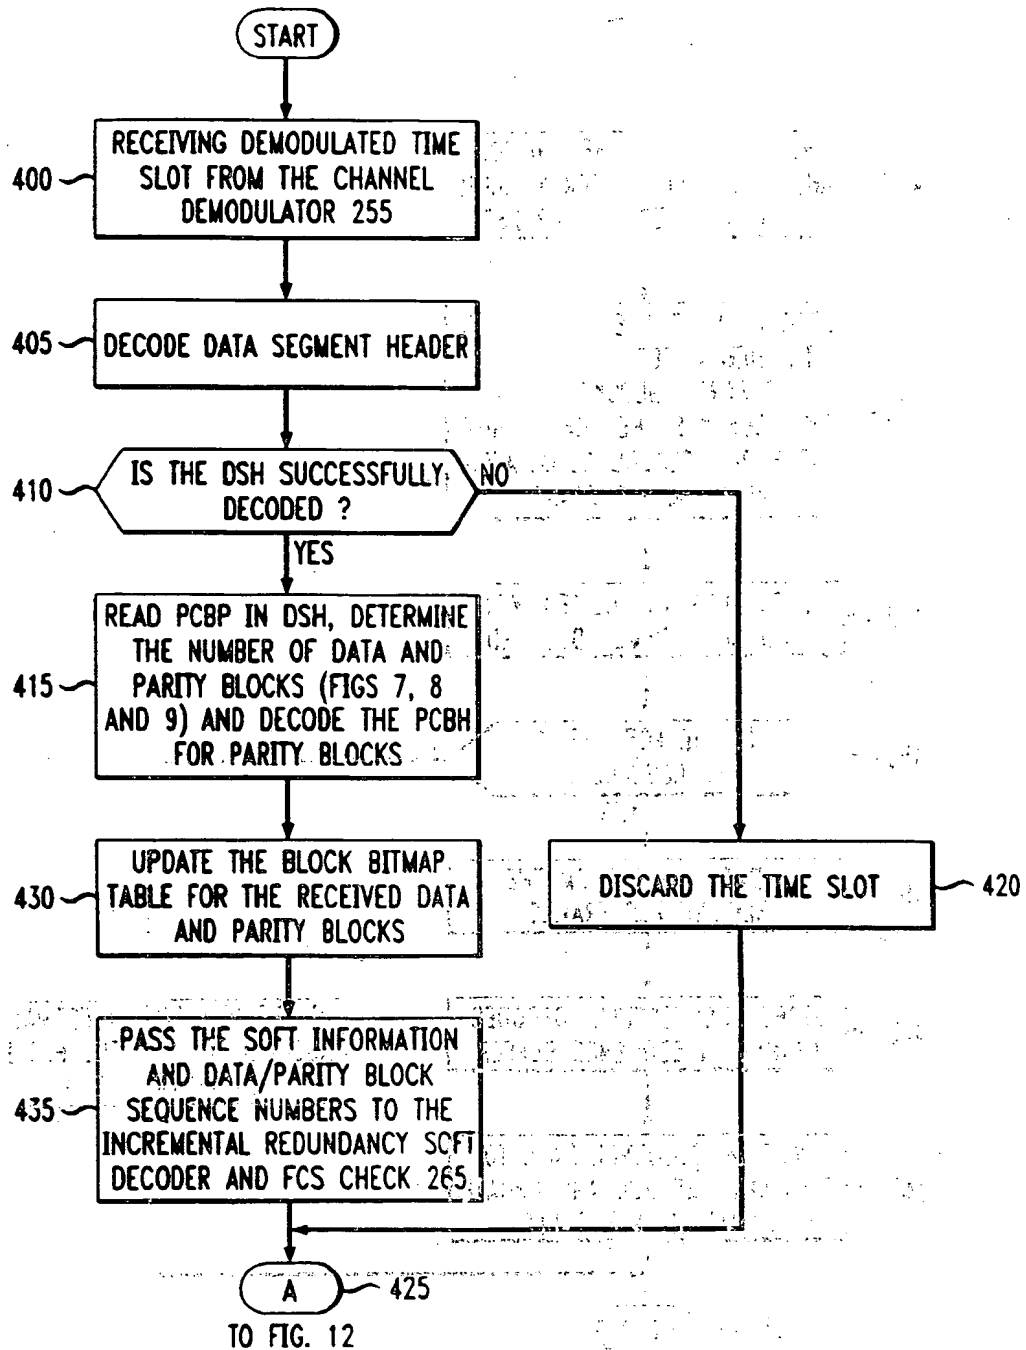 START
RECEIVING DEMODULATED TIME
SLOT FROM THE CHANNEL
DEMODULATOR 255
400
DECODE DATA SEGMENT HEADER
405
IS THE DSH SUCCESSFULLY
DECODED ?
410
NO
YES
READ PCBP IN DSH, DETERMINE
THE NUMBER OF DATA AND
PARITY BLOCKS (FIGS 7, 8
AND 9) AND DECODE THE PCBH
FOR PARITY BLOCKS
415
UPDATE THE BLOCK BITMAP
TABLE FOR THE RECEIVED DATA
AND PARITY BLOCKS
430
DISCARD THE TIME SLOT
420
PASS THE SOFT INFORMATION
AND DATA/PARITY BLOCK
SEQUENCE NUMBERS TO THE
INCREMENTAL REDUNDANCY SOFT
DECODER AND FCS CHECK 265
435
A
425
TO FIG. 12